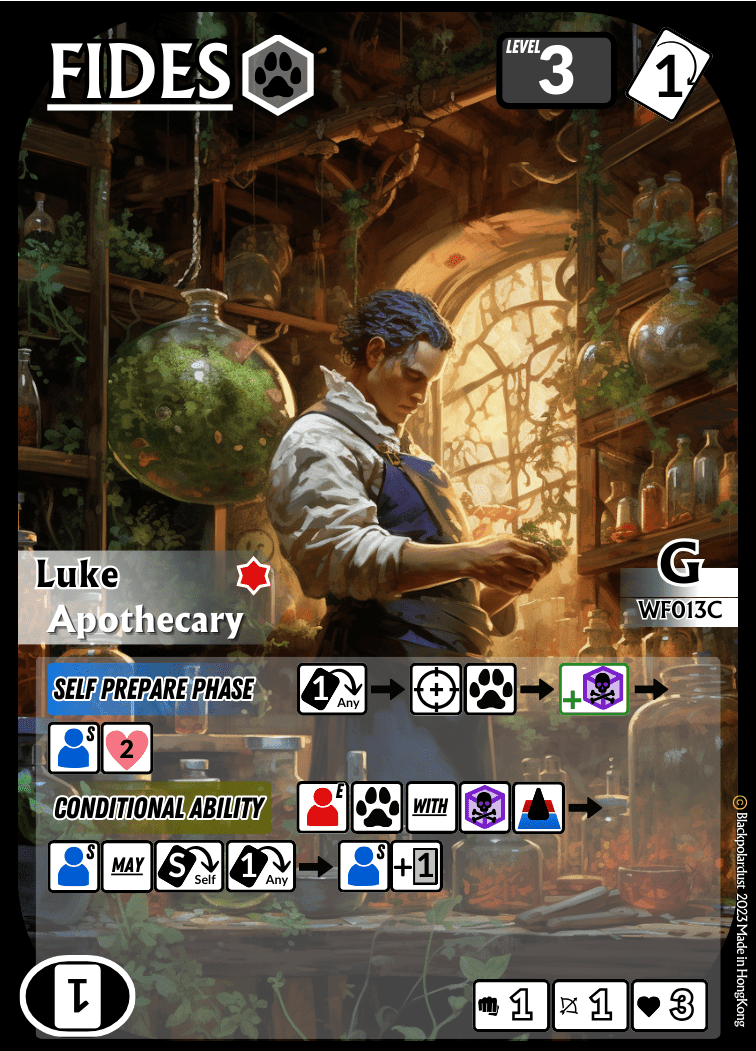 FIDES
LEVEL 3
1
Luke
Apothecary
G
WF013C
SELF PREPARE PHASE 1 Any +
S 2
CONDITIONAL ABILITY E WITH
S MAY S Self 1 Any S +1
1
1 1 3
© Blackpolardust 2023 Made in HongKong